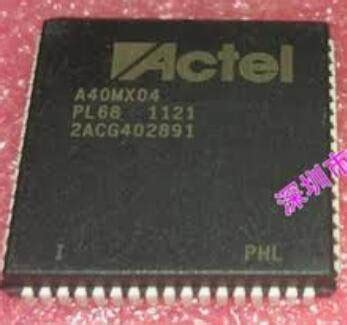 Actel
A40MX04
PL68 1121
2ACG402891
I PHL
深圳市